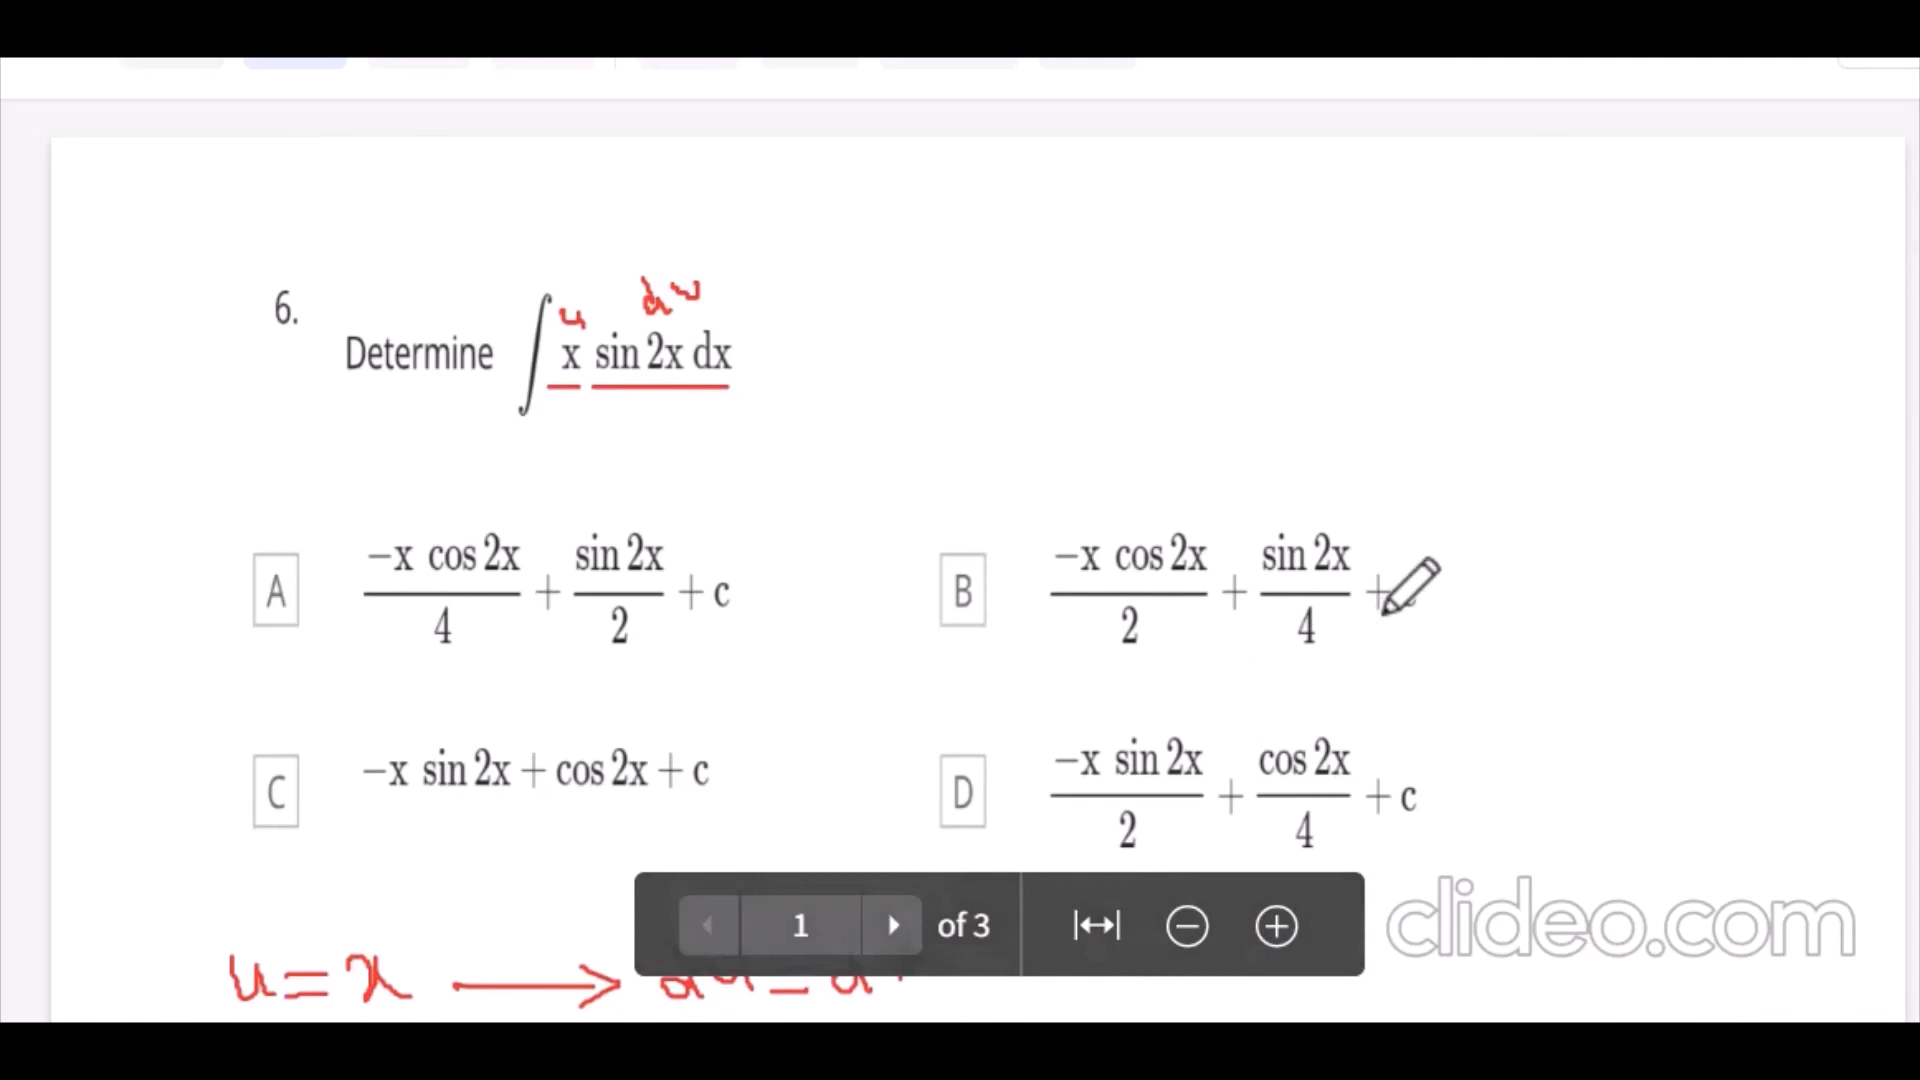 6.
u dv
Determine ∫ x sin 2x dx
A −x cos 2x / 4 + sin 2x / 2 + c
B −x cos 2x / 2 + sin 2x / 4 +
C −x sin 2x + cos 2x + c
D −x sin 2x / 2 + cos 2x / 4 + c
1 of 3
clideo.com
u = x →